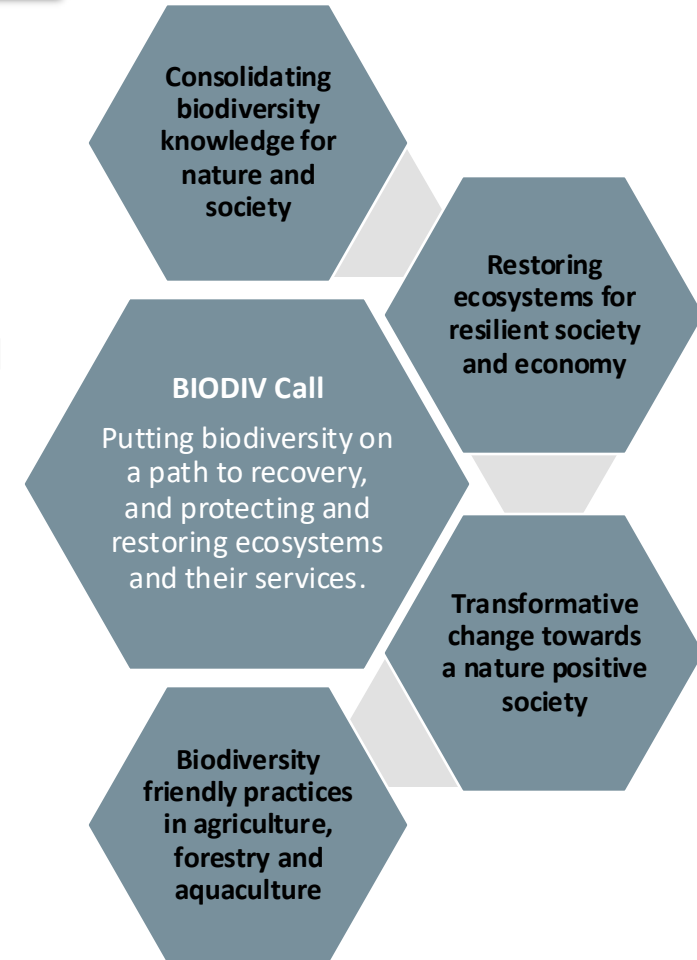 Consolidating
biodiversity
knowledge for
nature and
society
Restoring
ecosystems for
resilient society
and economy
BIODIV Call
Putting biodiversity on
a path to recovery,
and protecting and
restoring ecosystems
and their services.
Transformative
change towards
a nature positive
society
Biodiversity
friendly practices
in agriculture,
forestry and
aquaculture